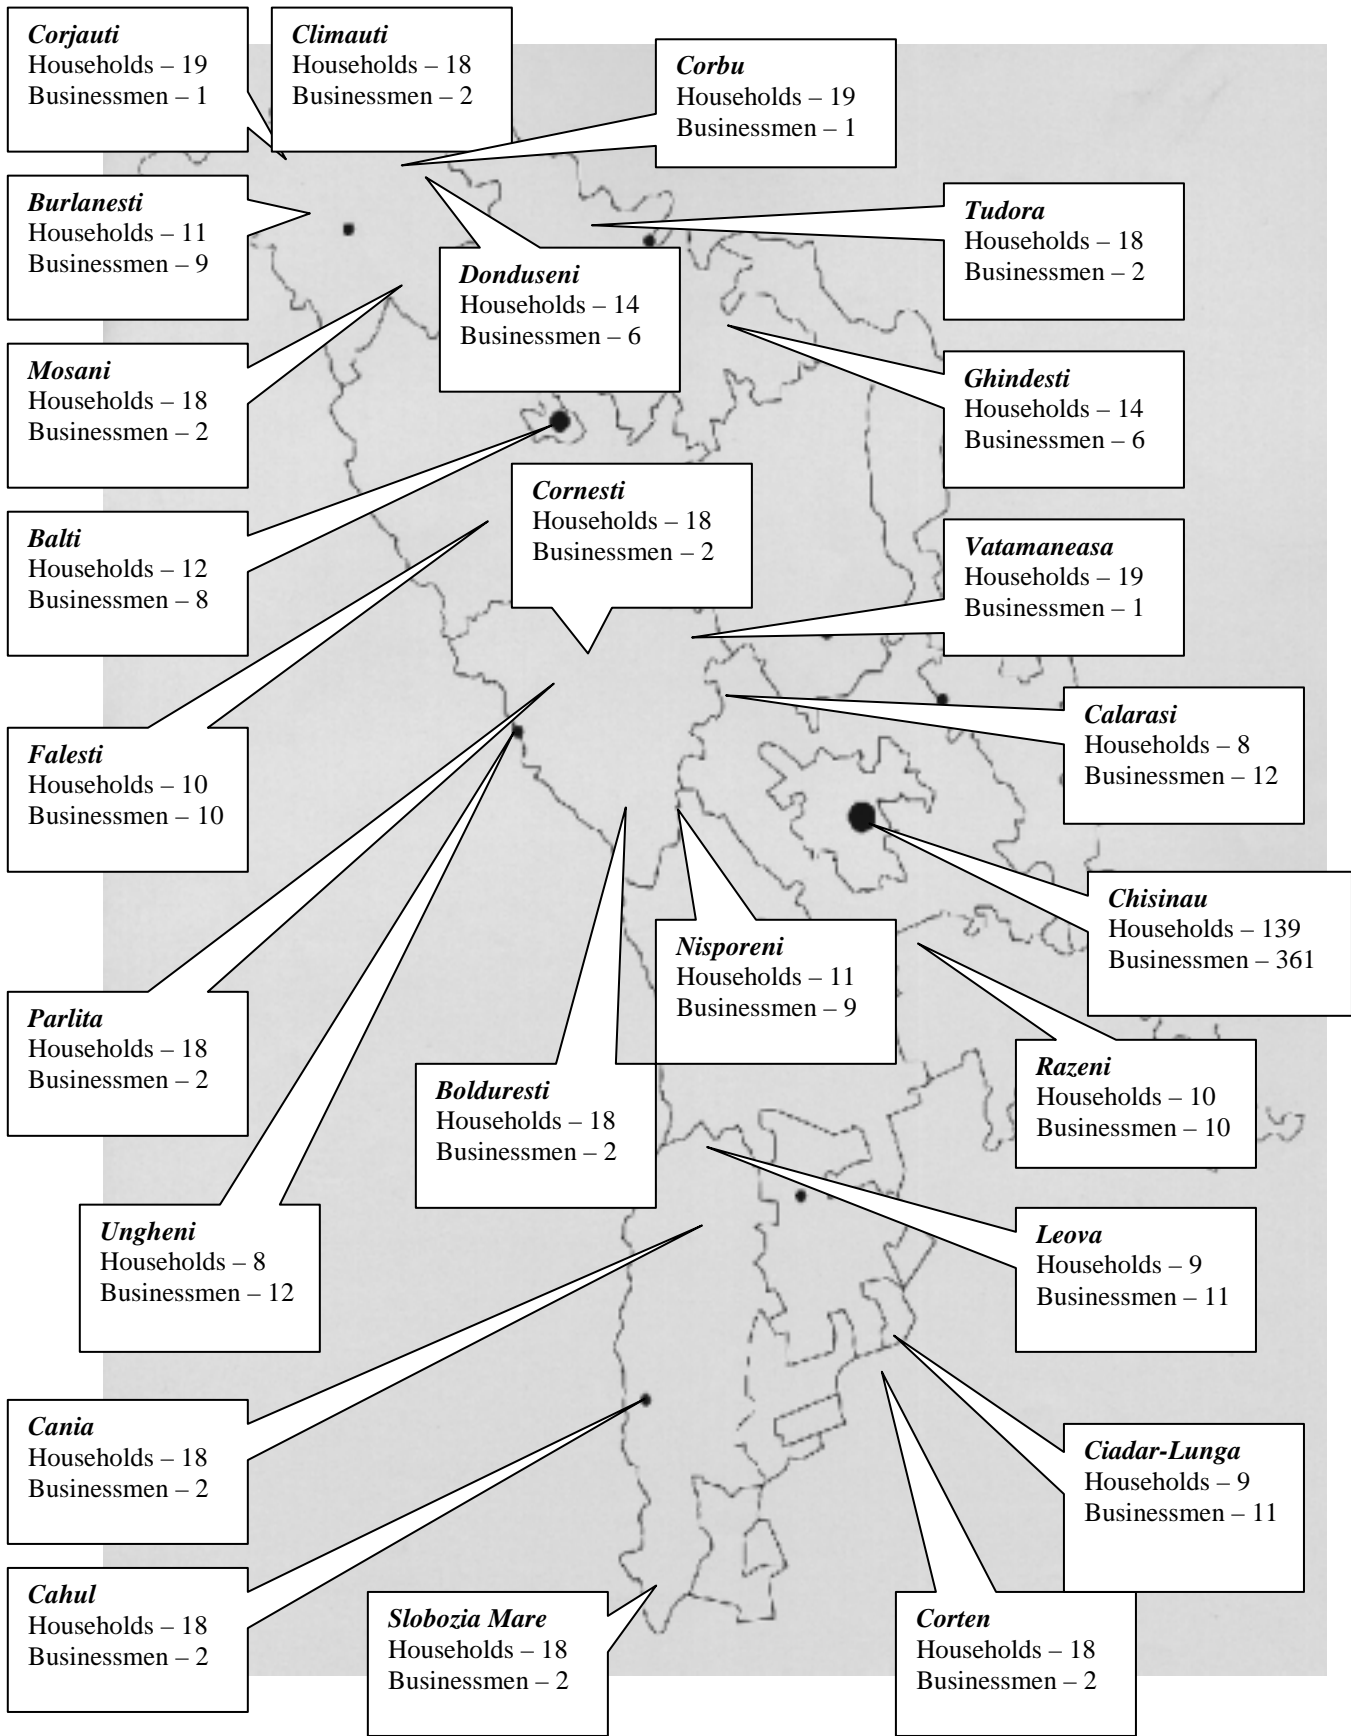 Corjauti
Households – 19
Businessmen – 1
Climauti
Households – 18
Businessmen – 2
Corbu
Households – 19
Businessmen – 1
Burlanesti
Households – 11
Businessmen – 9
Tudora
Households – 18
Businessmen – 2
Donduseni
Households – 14
Businessmen – 6
Mosani
Households – 18
Businessmen – 2
Ghindesti
Households – 14
Businessmen – 6
Cornesti
Households – 18
Businessmen – 2
Balti
Households – 12
Businessmen – 8
Vatamaneasa
Households – 19
Businessmen – 1
Calarasi
Households – 8
Businessmen – 12
Falesti
Households – 10
Businessmen – 10
Chisinau
Households – 139
Businessmen – 361
Nisporeni
Households – 11
Businessmen – 9
Parlita
Households – 18
Businessmen – 2
Razeni
Households – 10
Businessmen – 10
Bolduresti
Households – 18
Businessmen – 2
Ungheni
Households – 8
Businessmen – 12
Leova
Households – 9
Businessmen – 11
Cania
Households – 18
Businessmen – 2
Ciadar-Lunga
Households – 9
Businessmen – 11
Cahul
Households – 18
Businessmen – 2
Slobozia Mare
Households – 18
Businessmen – 2
Corten
Households – 18
Businessmen – 2